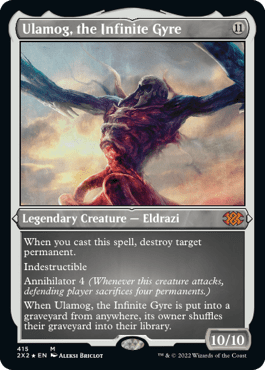 Ulamog, the Infinite Gyre 11
Legendary Creature — Eldrazi
When you cast this spell, destroy target
permanent.
Indestructible
Annihilator 4 (Whenever this creature attacks,
defending player sacrifices four permanents.)
When Ulamog, the Infinite Gyre is put into a
graveyard from anywhere, its owner shuffles
their graveyard into their library.
10/10
415 M
2X2 ★ EN Aleksi Briclot
™ & © 2022 Wizards of the Coast